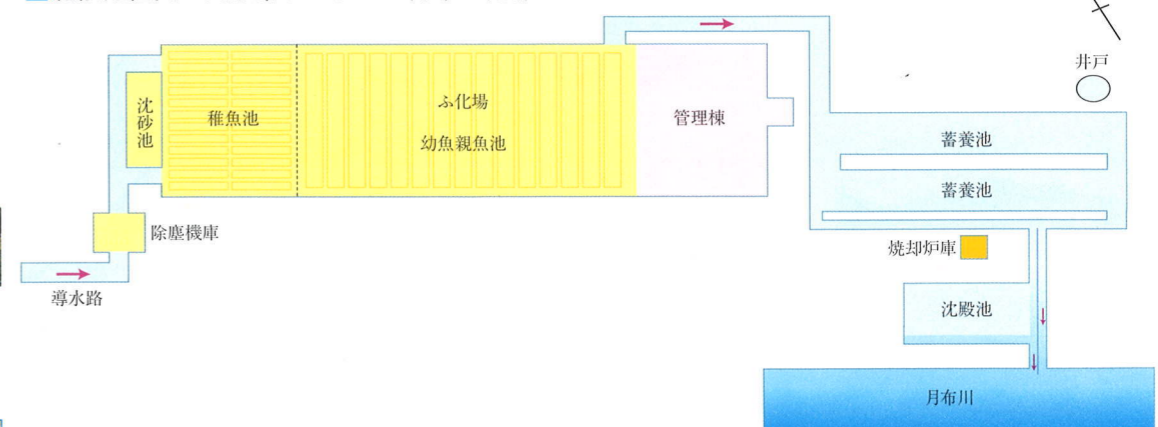 井戸
沈砂池
稚魚池
ふ化場
幼魚親魚池
管理棟
蓄養池
蓄養池
除塵機庫
焼却炉庫
導水路
沈殿池
月布川